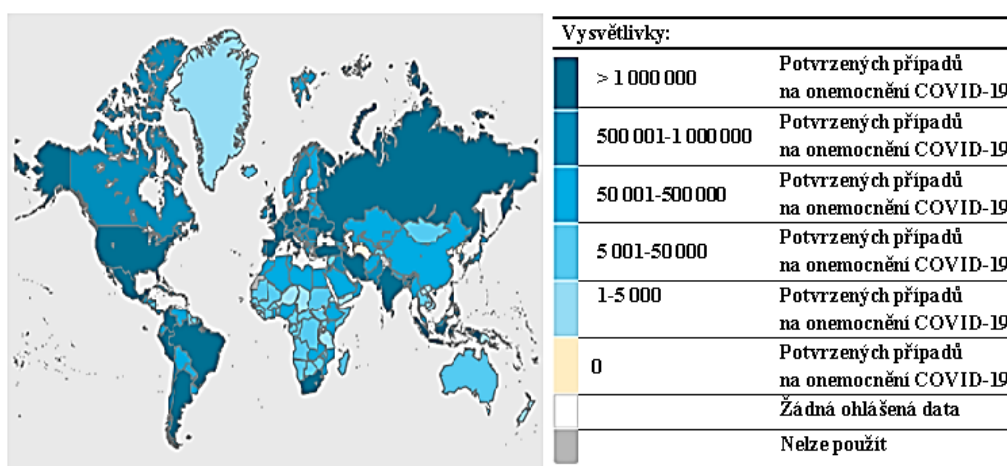 Vysvětlivky:
> 1 000 000 Potvrzených případů
na onemocnění COVID-19
500 001-1 000 000 Potvrzených případů
na onemocnění COVID-19
50 001-500 000 Potvrzených případů
na onemocnění COVID-19
5 001-50 000 Potvrzených případů
na onemocnění COVID-19
1-5 000 Potvrzených případů
na onemocnění COVID-19
0 Potvrzených případů
na onemocnění COVID-19
Žádná ohlášená data
Nelze použít